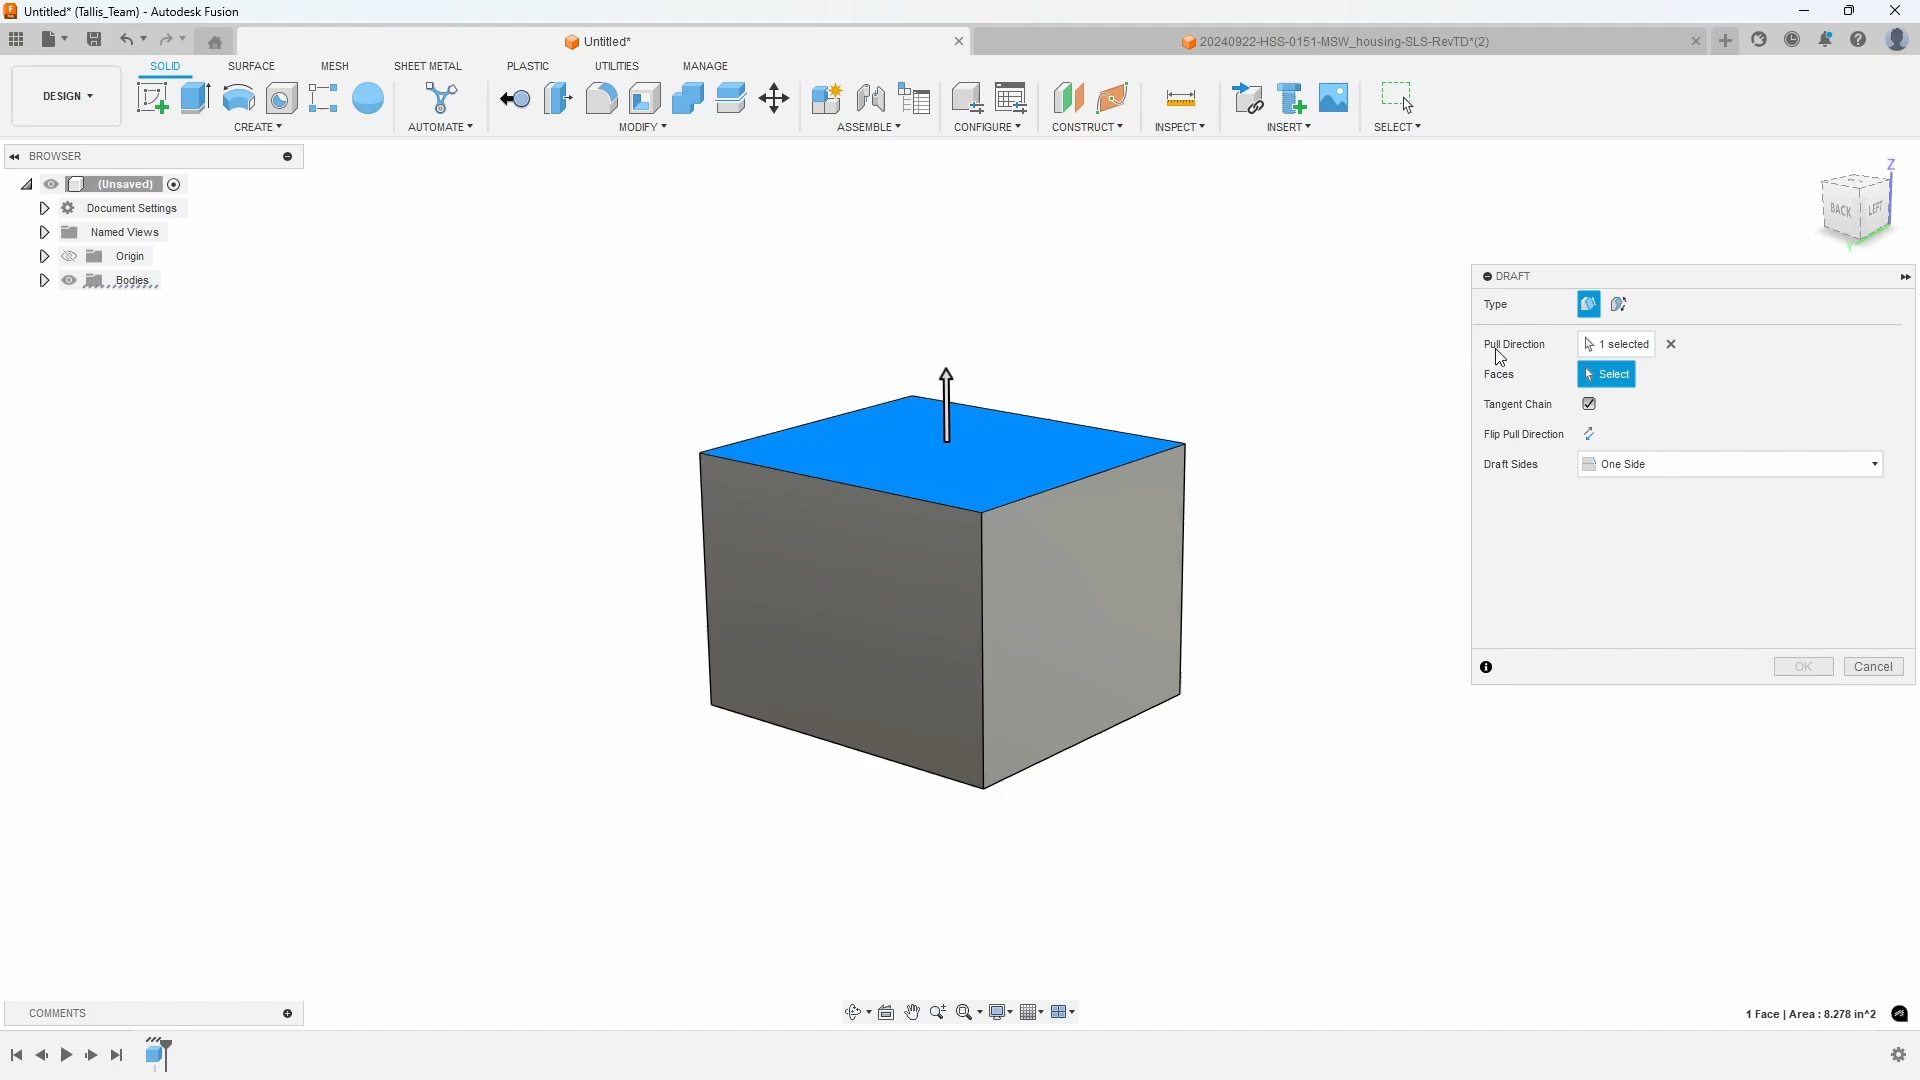 Untitled* (Tallis_Team) - Autodesk Fusion
Untitled*
20240922-HSS-0151-MSW_housing-SLS-RevTD*(2)
SOLID SURFACE MESH SHEET METAL PLASTIC UTILITIES MANAGE
DESIGN
CREATE AUTOMATE MODIFY ASSEMBLE CONFIGURE CONSTRUCT INSPECT INSERT SELECT
BROWSER
(Unsaved)
Document Settings
Named Views
Origin
Bodies
Z
BACK LEFT
Y
DRAFT
Type
Pull Direction 1 selected
Faces Select
Tangent Chain
Flip Pull Direction
Draft Sides One Side
OK Cancel
COMMENTS
1 Face | Area : 8.278 in^2